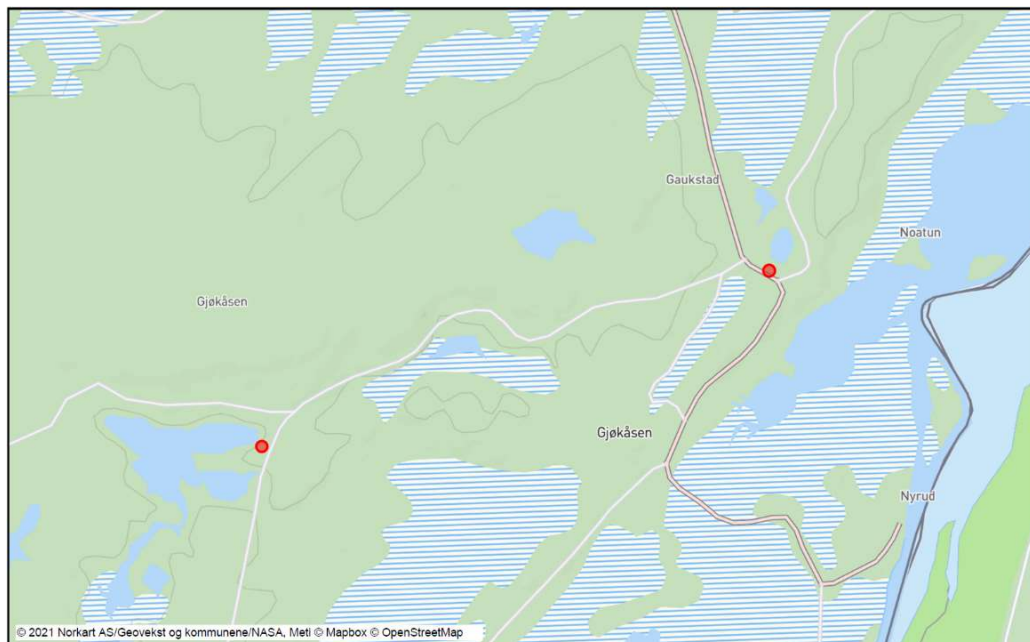 Gaukstad
Noatun
Gjøkåsen
Gjøkåsen
Nyrud
© 2021 Norkart AS/Geovekst og kommunene/NASA, Meti © Mapbox © OpenStreetMap